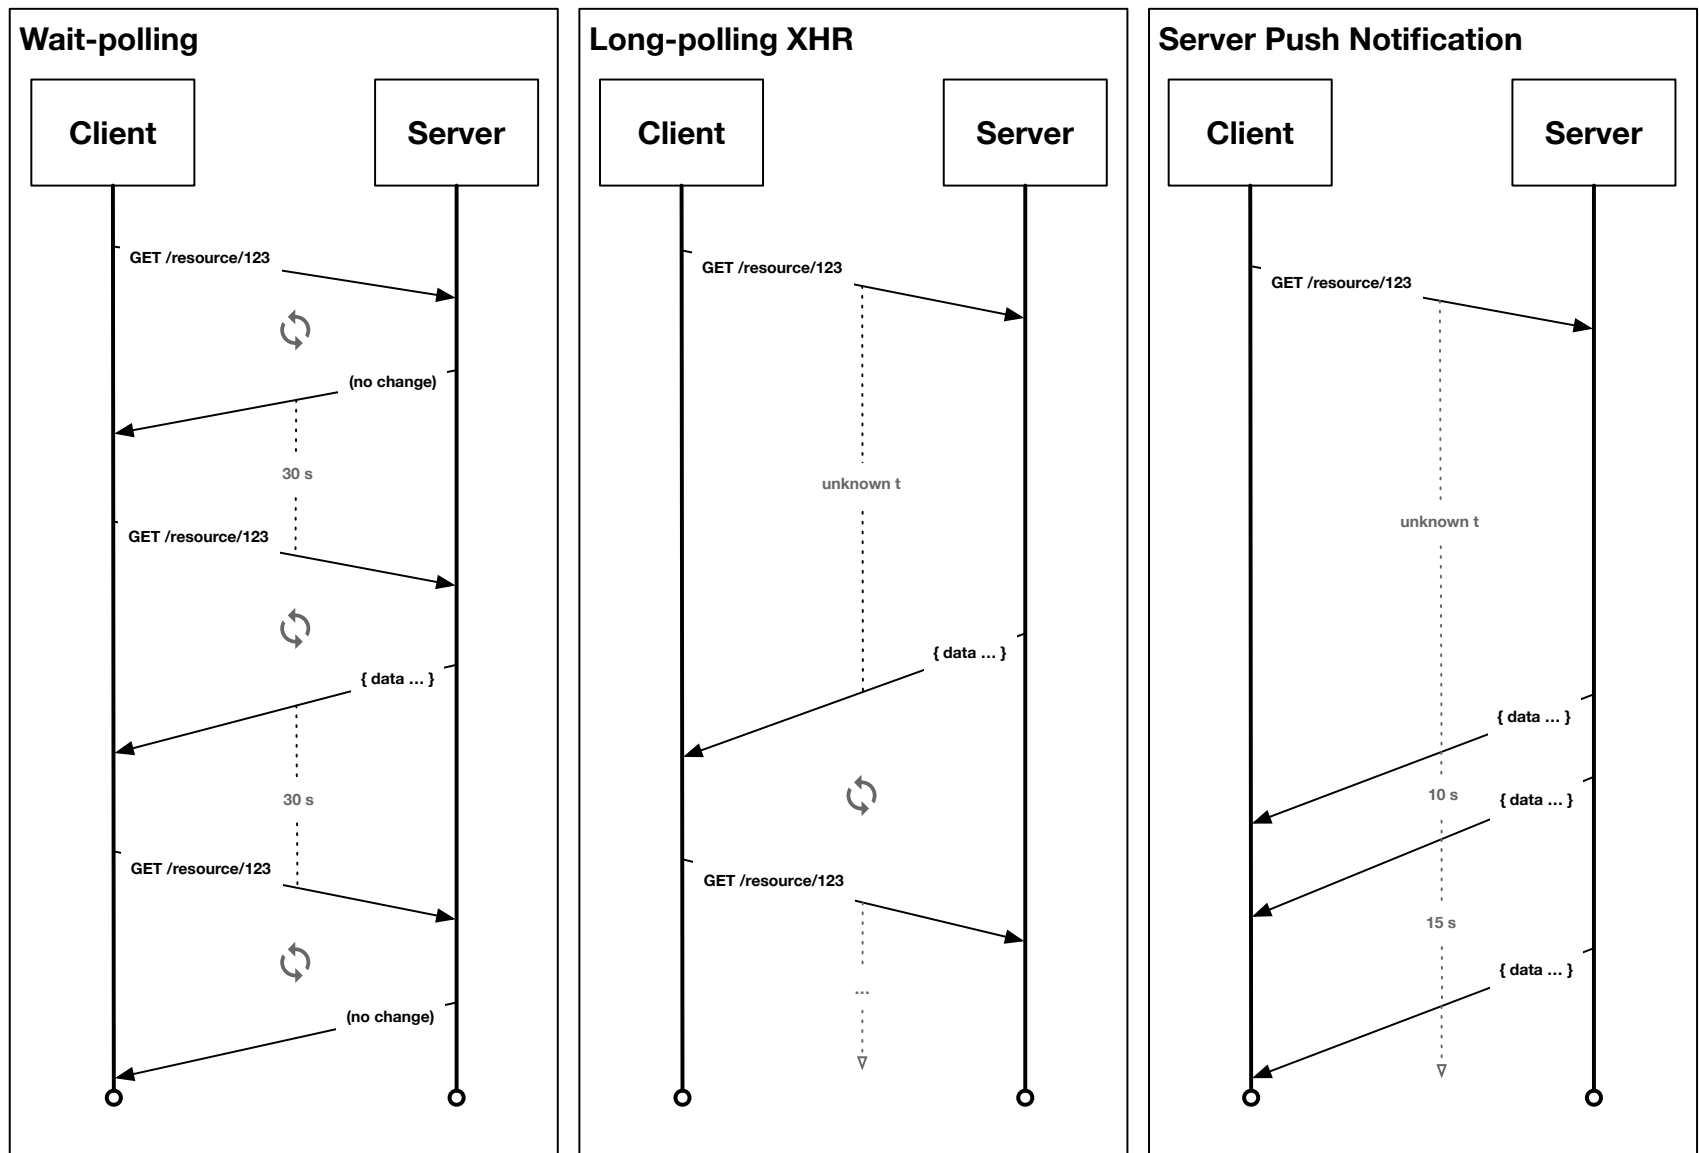 Wait-polling
Client
Server
GET /resource/123
(no change)
30 s
GET /resource/123
{ data ... }
30 s
GET /resource/123
(no change)
Long-polling XHR
Client
Server
GET /resource/123
unknown t
{ data ... }
GET /resource/123
...
Server Push Notification
Client
Server
GET /resource/123
unknown t
{ data ... }
10 s
{ data ... }
15 s
{ data ... }